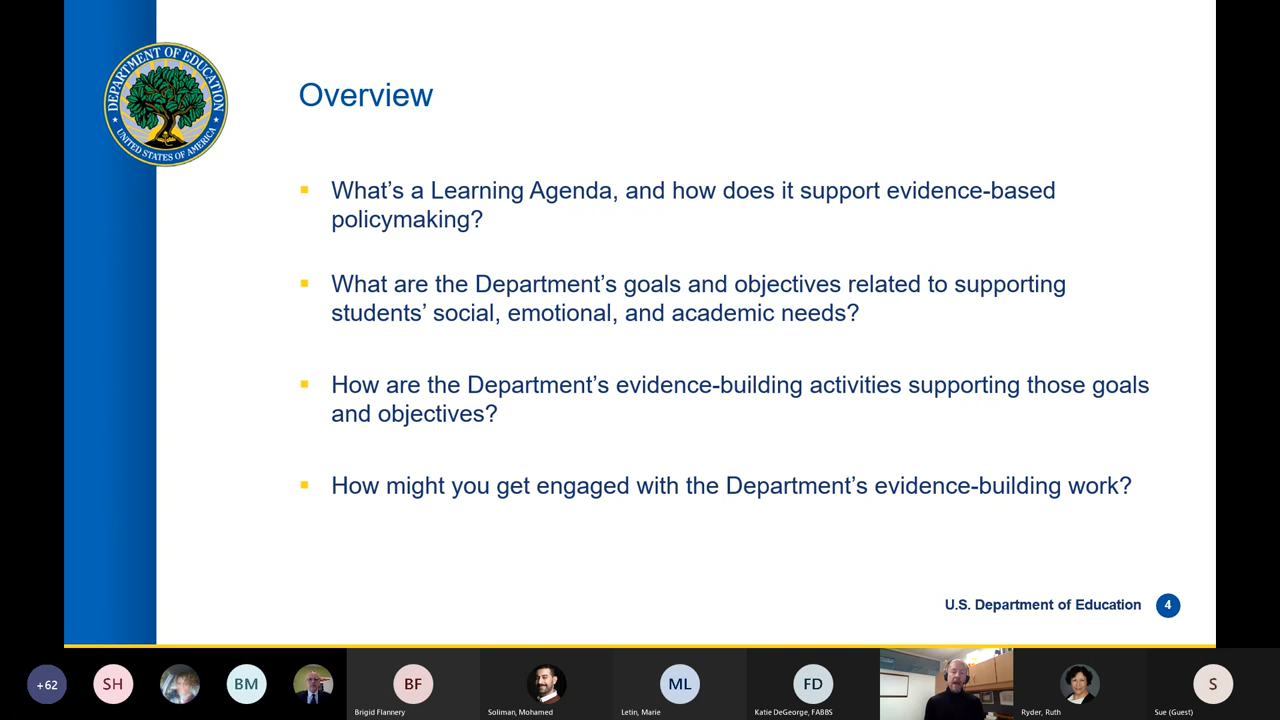 DEPARTMENT OF EDUCATION
UNITED STATES OF AMERICA
Overview
What's a Learning Agenda, and how does it support evidence-based
policymaking?
What are the Department's goals and objectives related to supporting
students' social, emotional, and academic needs?
How are the Department's evidence-building activities supporting those goals
and objectives?
How might you get engaged with the Department's evidence-building work?
U.S. Department of Education 4
+62
SH
BM
BF
ML
FD
S
Brigid Flannery
Soliman, Mohamed
Letin, Marie
Katie DeGeorge, FABBS
Ryder, Ruth
Sue (Guest)